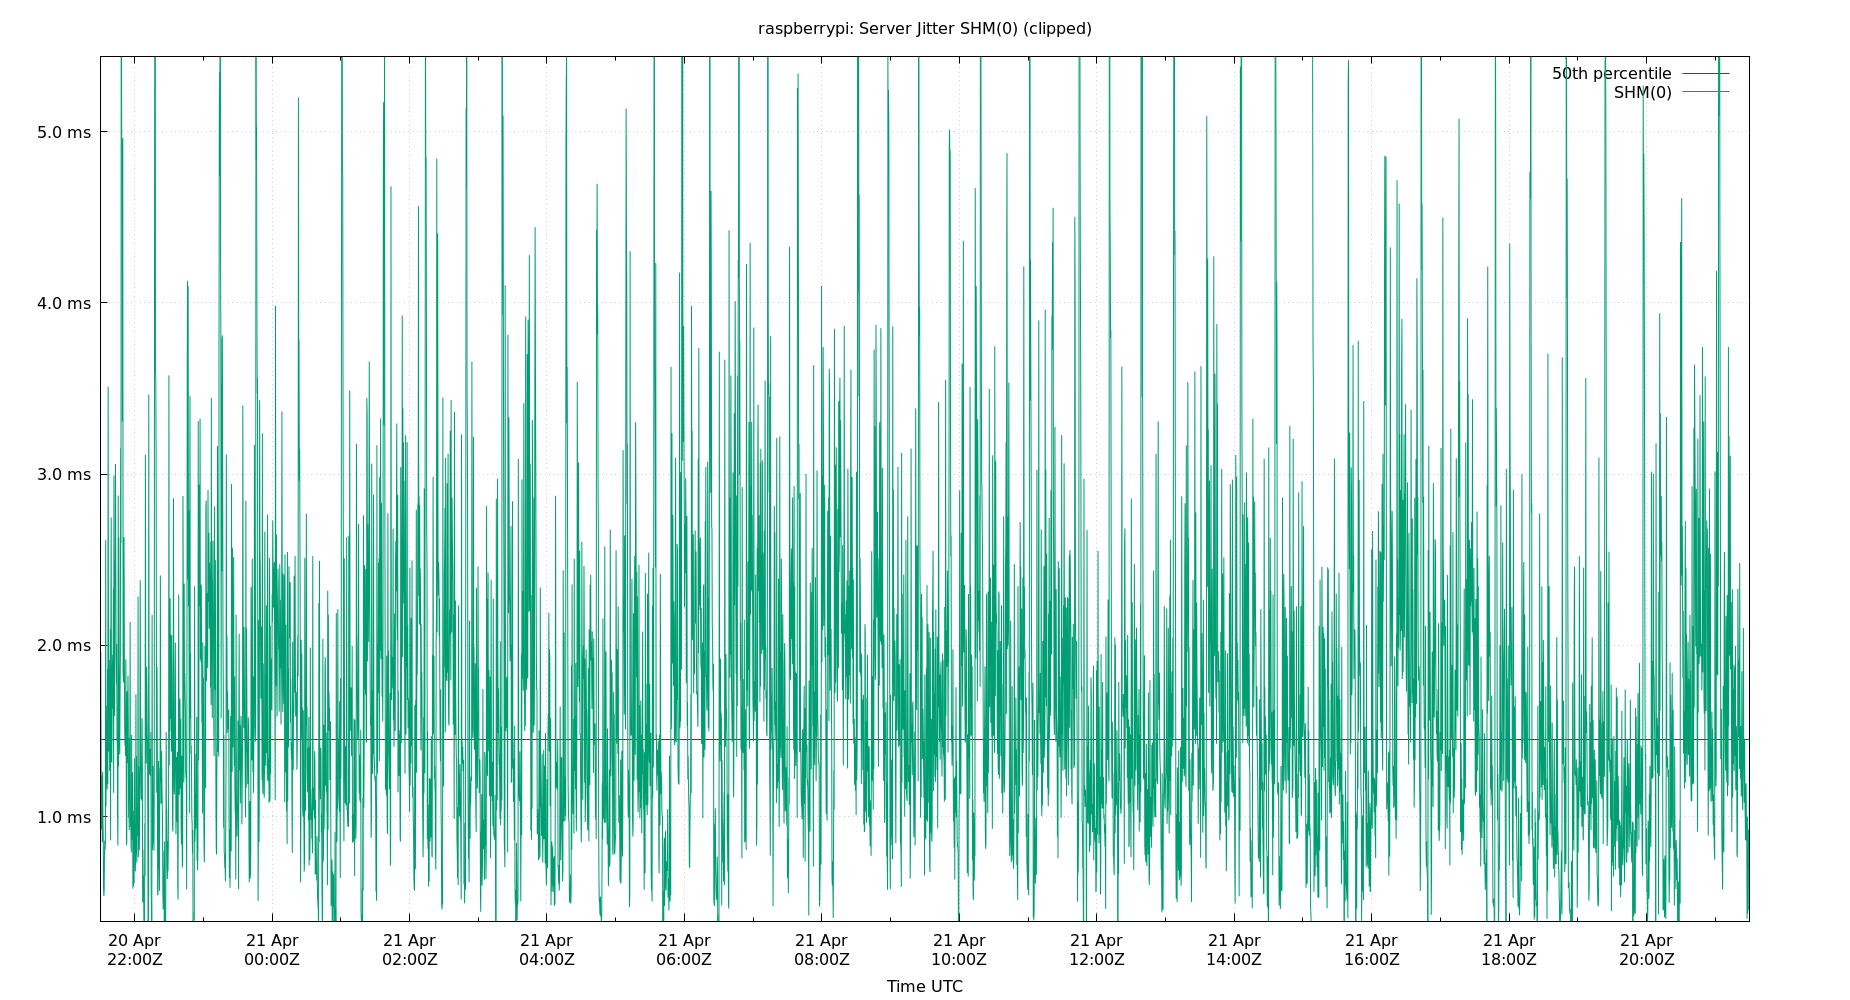 raspberrypi: Server Jitter SHM(0) (clipped)
50th percentile
SHM(0)
5.0 ms
4.0 ms
3.0 ms
2.0 ms
1.0 ms
20 Apr 21 Apr 21 Apr 21 Apr 21 Apr 21 Apr 21 Apr 21 Apr 21 Apr 21 Apr 21 Apr 21 Apr
22:00Z 00:00Z 02:00Z 04:00Z 06:00Z 08:00Z 10:00Z 12:00Z 14:00Z 16:00Z 18:00Z 20:00Z
Time UTC